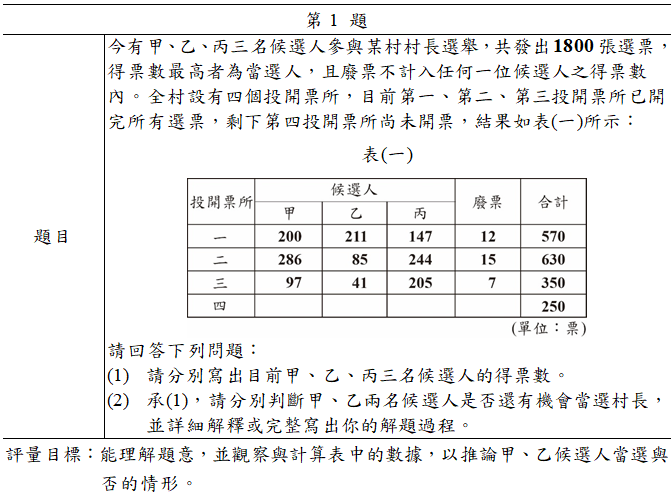 第 1 題
題目
今有甲、乙、丙三名候選人參與某村村長選舉，共發出1800 張選票，
得票數最高者為當選人，且廢票不計入任何一位候選人之得票數
內。全村設有四個投開票所，目前第一、第二、第三投開票所已開
完所有選票，剩下第四投開票所尚未開票，結果如表(一)所示：
表(一)
投開票所 候選人 廢票 合計
甲 乙 丙
一 200 211 147 12 570
二 286 85 244 15 630
三 97 41 205 7 350
四 250
(單位：票)
請回答下列問題：
(1) 請分別寫出目前甲、乙、丙三名候選人的得票數。
(2) 承(1)，請分別判斷甲、乙兩名候選人是否還有機會當選村長，
並詳細解釋或完整寫出你的解題過程。
評量目標：能理解題意，並觀察與計算表中的數據，以推論甲、乙候選人當選與
否的情形。